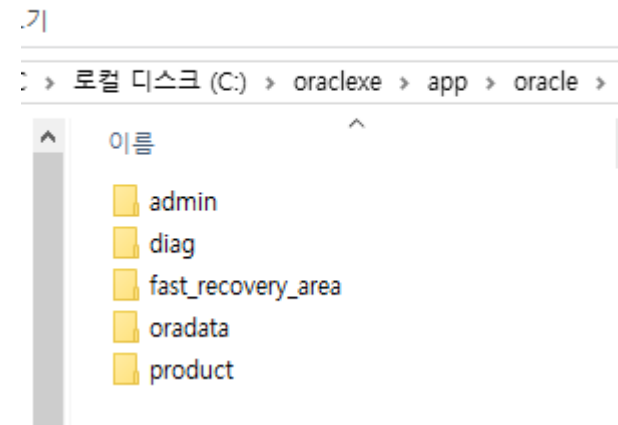 기
로컬 디스크 (C:) > oraclexe > app > oracle >
이름
admin
diag
fast_recovery_area
oradata
product